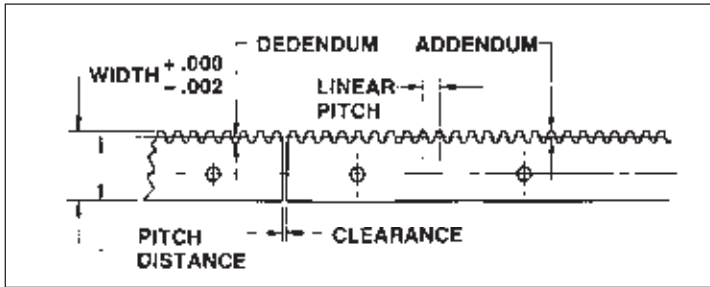 DEDENDUM ADDENDUM
WIDTH + .000
- .002
LINEAR
PITCH
PITCH
DISTANCE
CLEARANCE